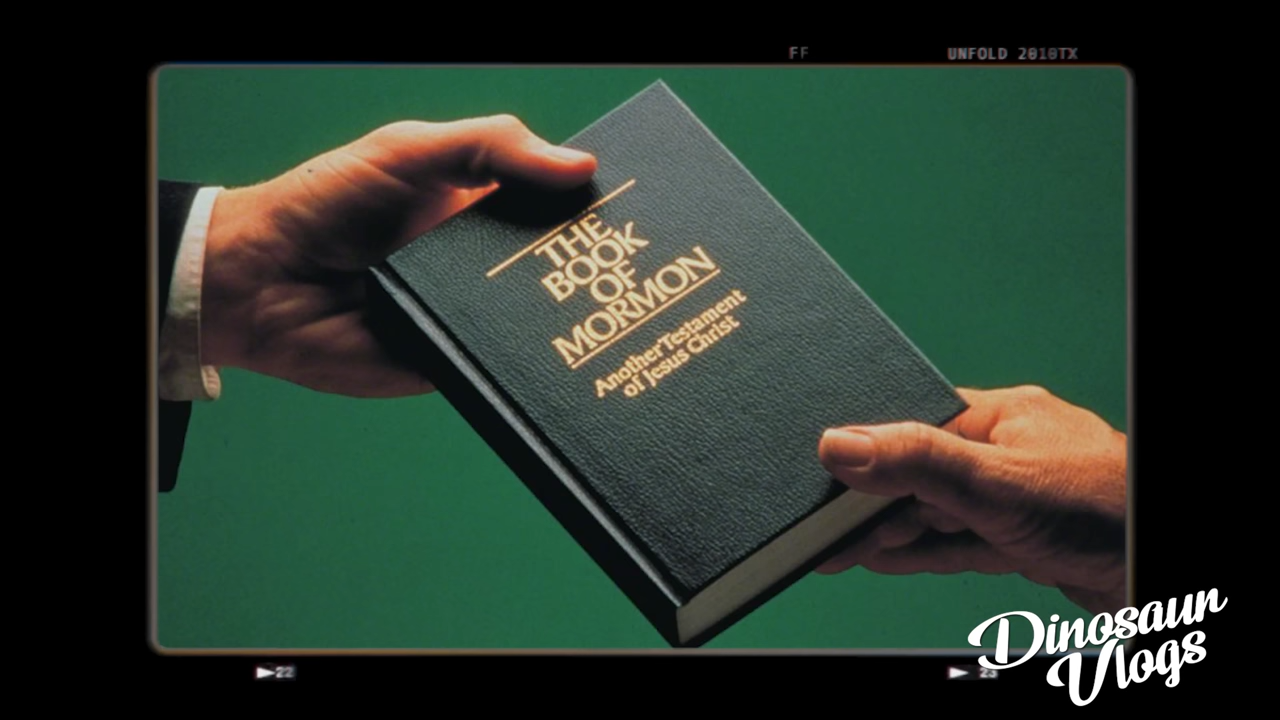 FF
UNFOLD 2010TX
THE
BOOK
OF
MORMON
Another Testament
of Jesus Christ
▶22
▶ 23
Dinosaur
Vlogs